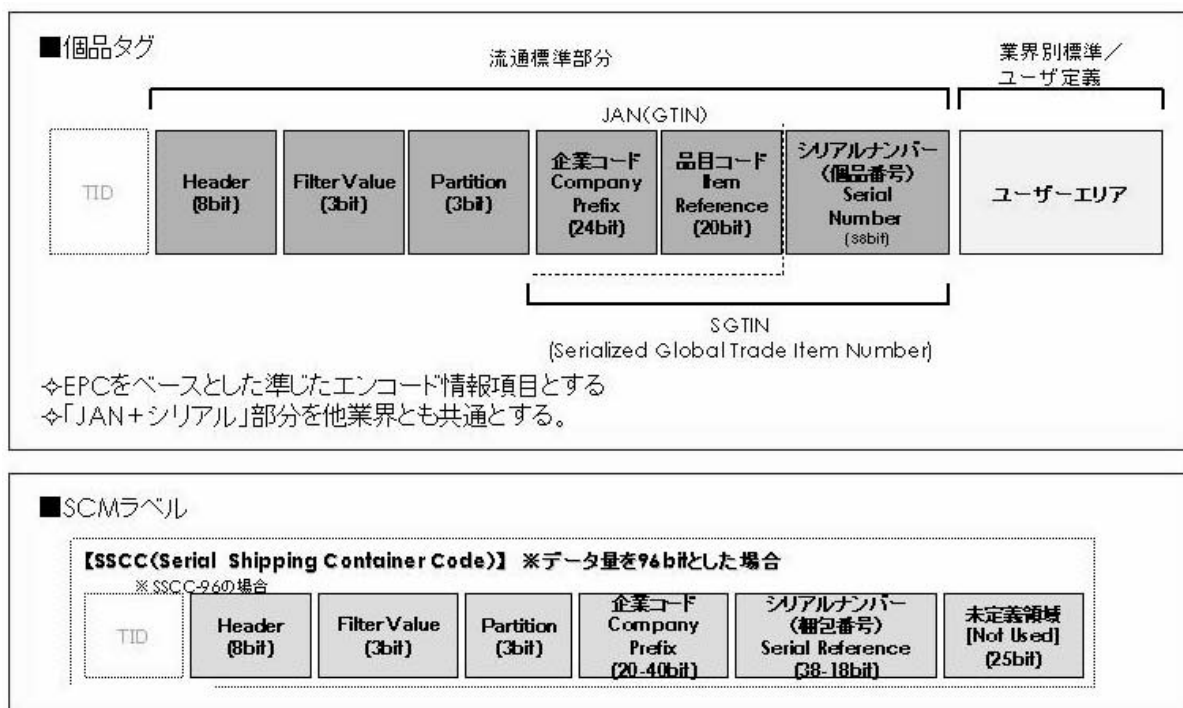 ■個品タグ
流通標準部分
業界別標準／
ユーザ定義
JAN(GTIN)
TID
Header
(8bit)
Filter Value
(3bit)
Partition
(3bit)
企業コード
Company
Prefix
(24bit)
品目コード
Item
Reference
(20bit)
シリアルナンバー
(個品番号)
Serial
Number
(38bit)
ユーザーエリア
SGTIN
(Serialized Global Trade Item Number)
✧EPCをベースとした準じたエンコード情報項目とする
✧「JAN+シリアル」部分を他業界とも共通とする。
■SCMラベル
【SSCC(Serial Shipping Container Code)】 ※データ量を96bitとした場合
※SSCC-96の場合
TID
Header
(8bit)
Filter Value
(3bit)
Partition
(3bit)
企業コード
Company
Prefix
(20-40bit)
シリアルナンバー
(梱包番号)
Serial Reference
(38-18bit)
未定義領域
[Not Used]
(25bit)